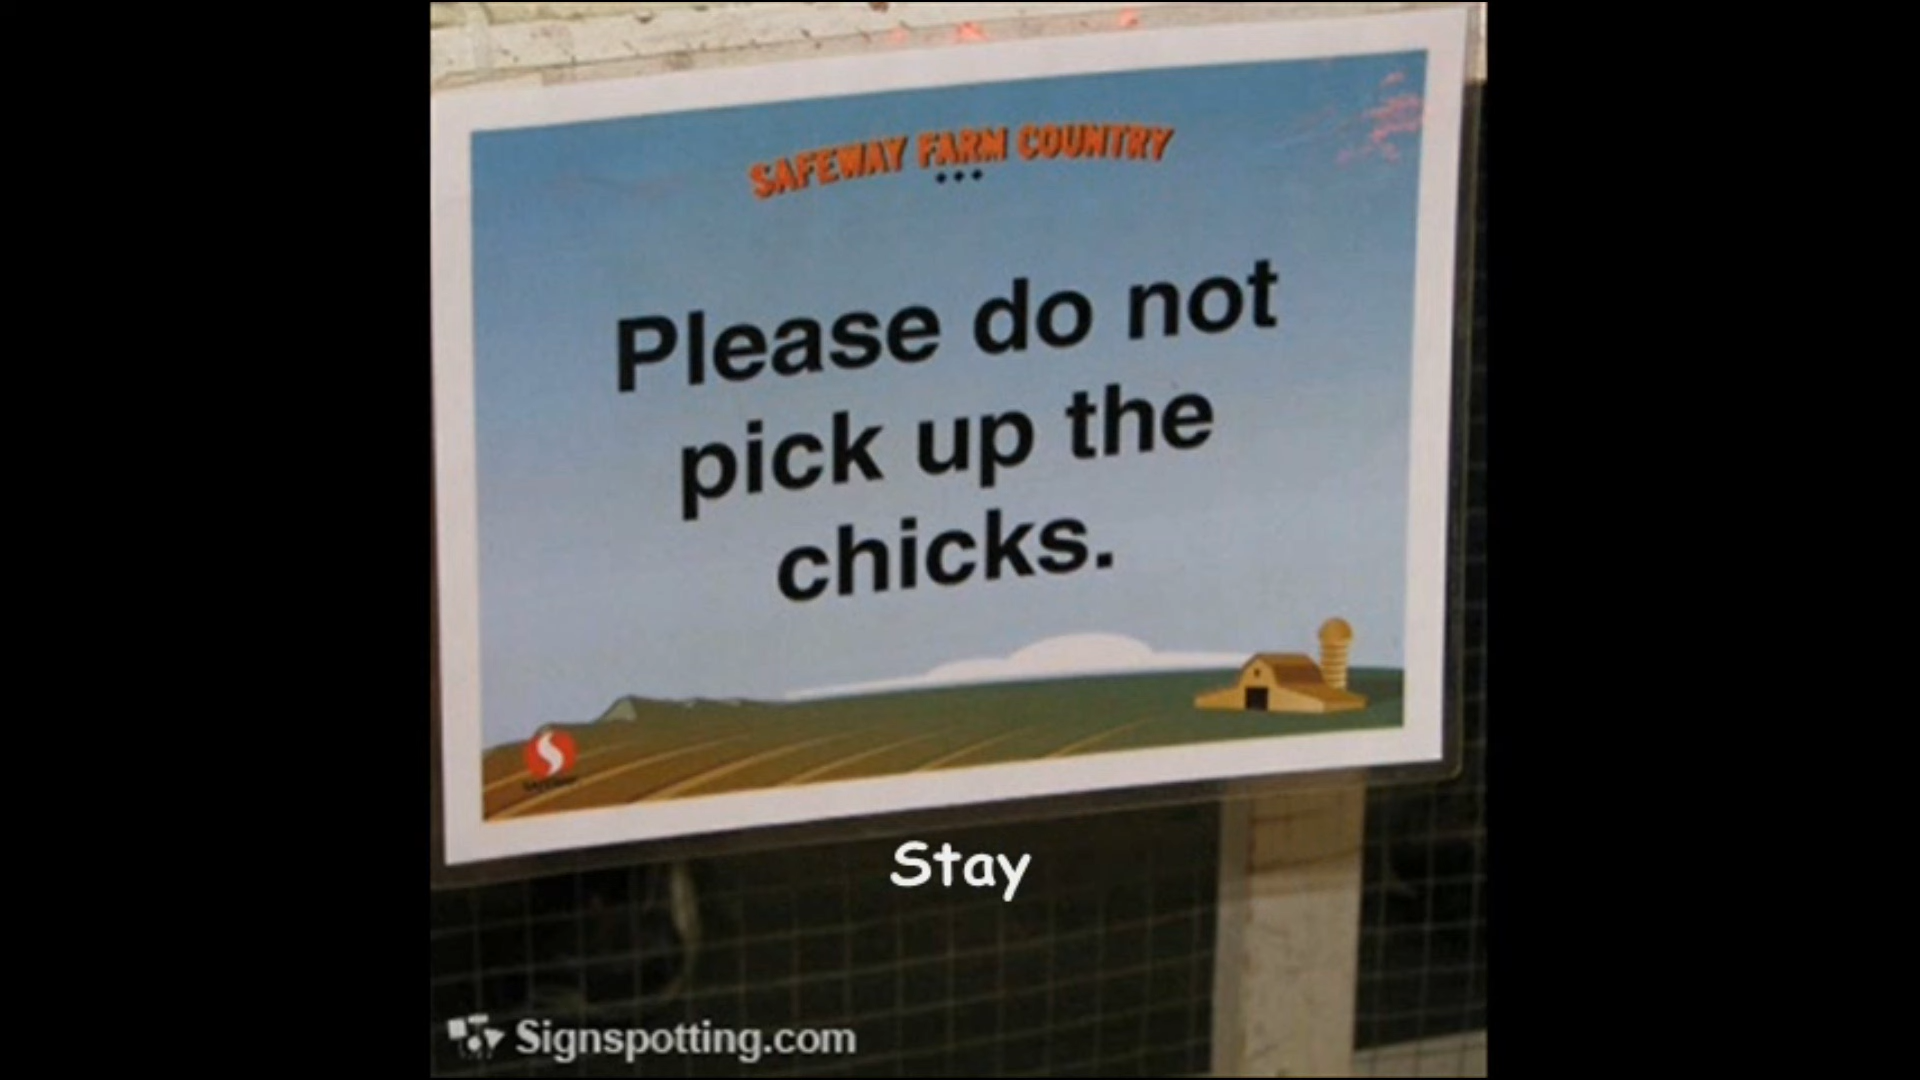 SAFEWAY FARM COUNTRY
Please do not
pick up the
chicks.
Stay
Signspotting.com